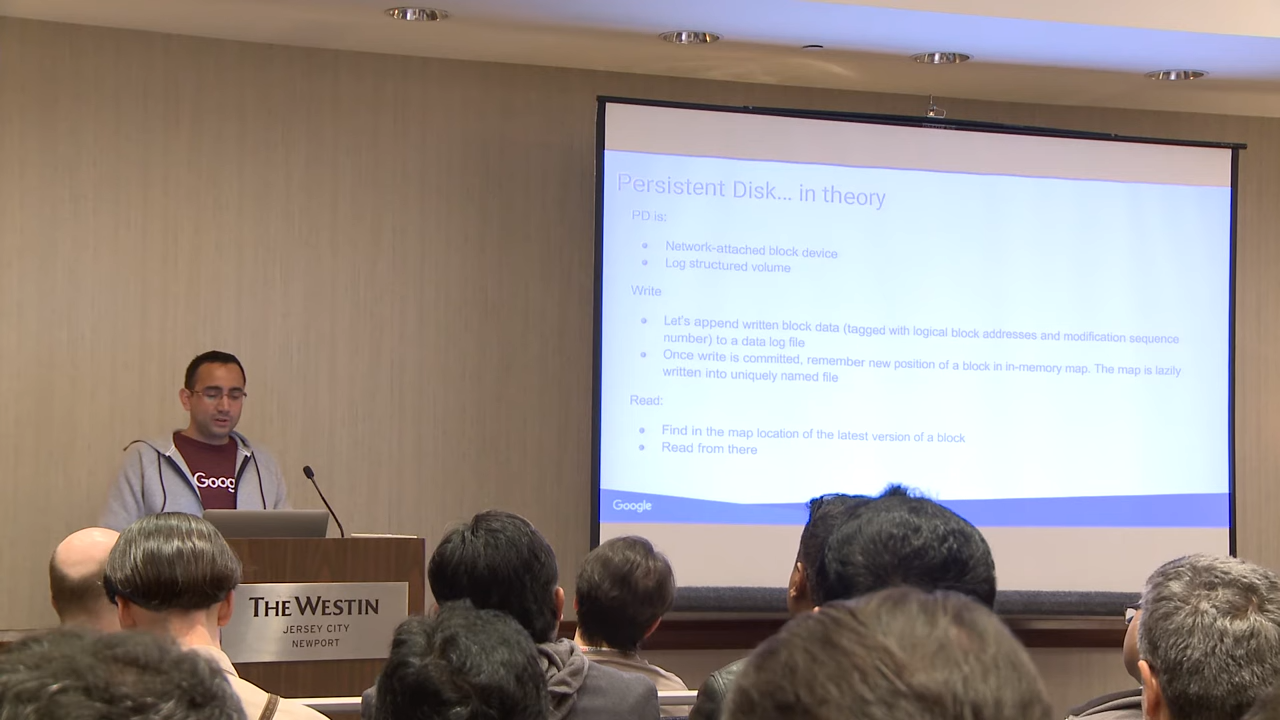 Persistent Disk... in theory
PD is:
Network-attached block device
Log structured volume
Write
Let's append written block data (tagged with logical block addresses and modification sequence
number) to a data log file
Once write is committed, remember new position of a block in in-memory map. The map is lazily
written into uniquely named file
Read:
Find in the map location of the latest version of a block
Read from there
Google
Goog
THE WESTIN
JERSEY CITY
NEWPORT